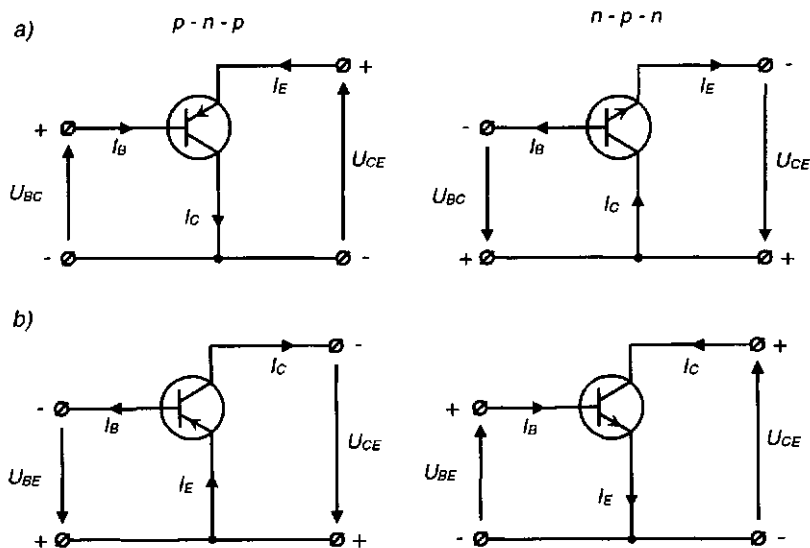 p - n - p
n - p - n
a)
+
I_E
+
I_B
U_BC
U_CE
I_C
-
-
-
I_E
-
I_B
U_BC
U_CE
I_C
+
+
b)
-
I_C
-
I_B
U_BE
U_CE
I_E
+
+
+
I_C
+
I_B
U_BE
U_CE
I_E
-
-